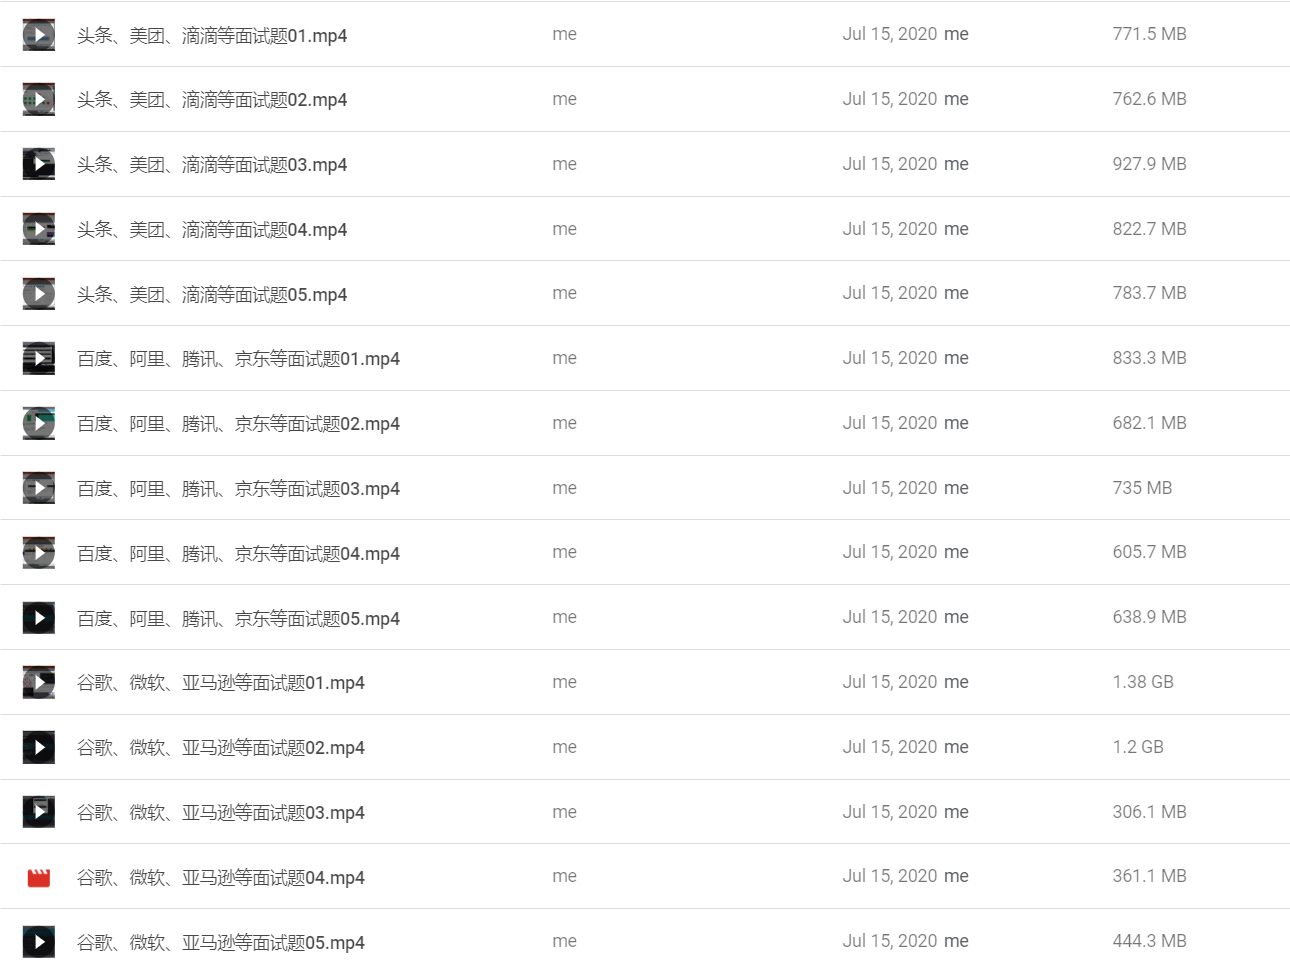 头条、美团、滴滴等面试题01.mp4 me Jul 15, 2020 me 771.5 MB
头条、美团、滴滴等面试题02.mp4 me Jul 15, 2020 me 762.6 MB
头条、美团、滴滴等面试题03.mp4 me Jul 15, 2020 me 927.9 MB
头条、美团、滴滴等面试题04.mp4 me Jul 15, 2020 me 822.7 MB
头条、美团、滴滴等面试题05.mp4 me Jul 15, 2020 me 783.7 MB
百度、阿里、腾讯、京东等面试题01.mp4 me Jul 15, 2020 me 833.3 MB
百度、阿里、腾讯、京东等面试题02.mp4 me Jul 15, 2020 me 682.1 MB
百度、阿里、腾讯、京东等面试题03.mp4 me Jul 15, 2020 me 735 MB
百度、阿里、腾讯、京东等面试题04.mp4 me Jul 15, 2020 me 605.7 MB
百度、阿里、腾讯、京东等面试题05.mp4 me Jul 15, 2020 me 638.9 MB
谷歌、微软、亚马逊等面试题01.mp4 me Jul 15, 2020 me 1.38 GB
谷歌、微软、亚马逊等面试题02.mp4 me Jul 15, 2020 me 1.2 GB
谷歌、微软、亚马逊等面试题03.mp4 me Jul 15, 2020 me 306.1 MB
谷歌、微软、亚马逊等面试题04.mp4 me Jul 15, 2020 me 361.1 MB
谷歌、微软、亚马逊等面试题05.mp4 me Jul 15, 2020 me 444.3 MB